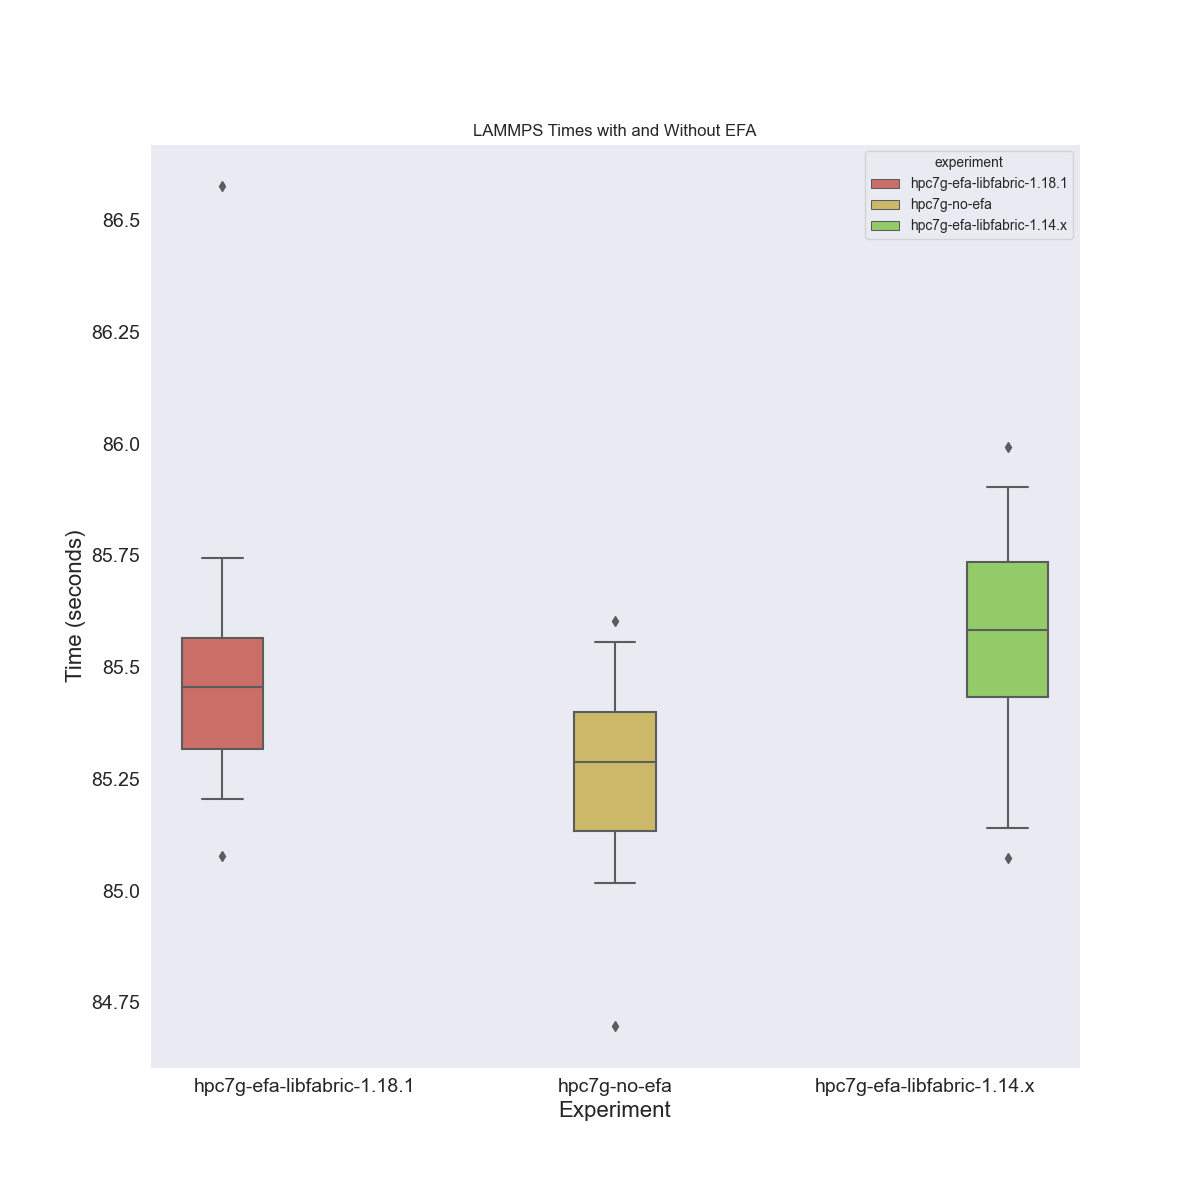 LAMMPS Times with and Without EFA
experiment
hpc7g-efa-libfabric-1.18.1
hpc7g-no-efa
hpc7g-efa-libfabric-1.14.x
86.5
86.25
86.0
85.75
85.5
85.25
85.0
84.75
Time (seconds)
hpc7g-efa-libfabric-1.18.1
hpc7g-no-efa
hpc7g-efa-libfabric-1.14.x
Experiment